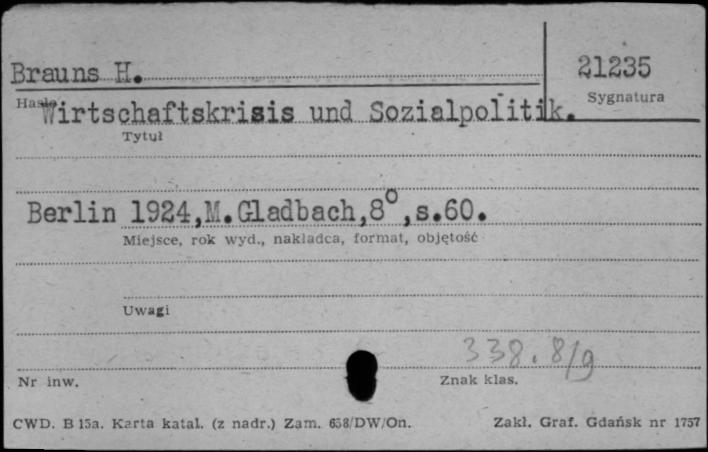 Brauns H.
21235
Hasło
Sygnatura
Wirtschaftskrisis und Sozialpolitik.
Tytuł
Berlin 1924,M.Gladbach,8°,s.60.
Miejsce, rok wyd., nakładca, format, objętość
Uwagi
338.8/9
Nr inw.
Znak klas.
CWD. B 15a. Karta katal. (z nadr.) Zam. 658/DW/On.
Zakł. Graf. Gdańsk nr 1757